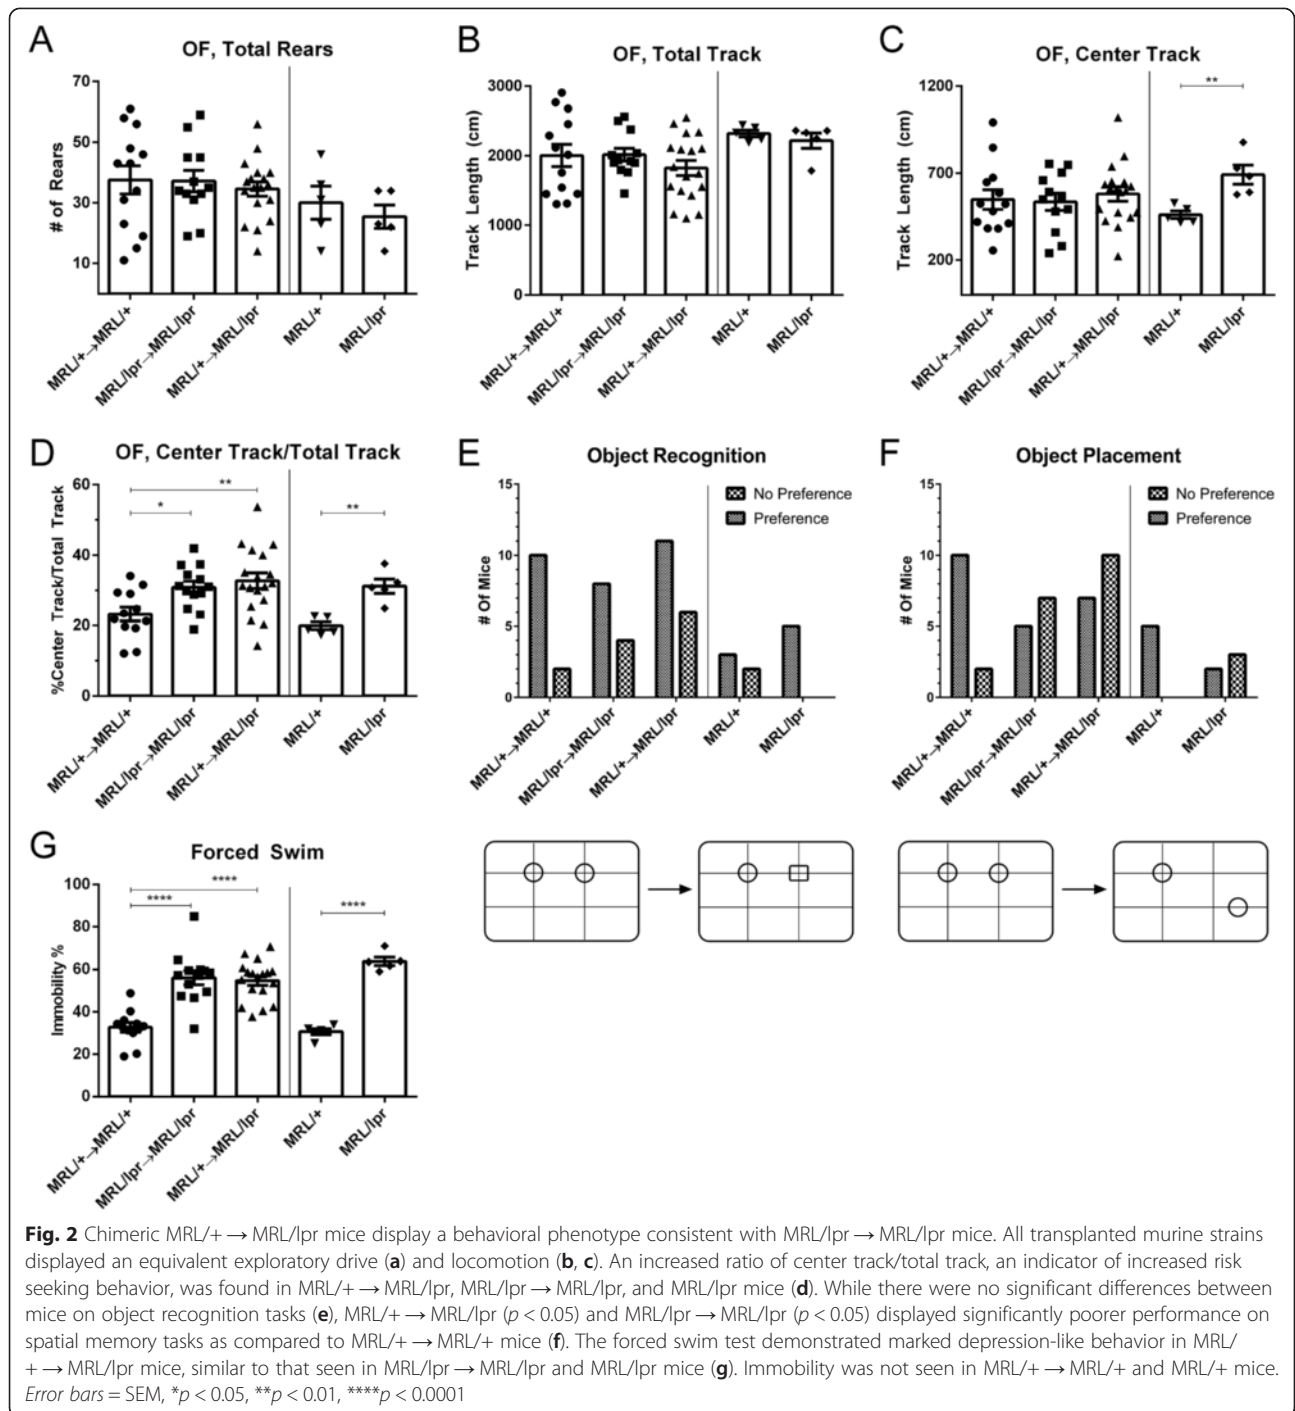 A
OF, Total Rears
# of Rears
70
50
30
10
MRL/+→MRL/+
MRL/lpr→MRL/lpr
MRL/+→MRL/lpr
MRL/+
MRL/lpr
B
OF, Total Track
Track Length (cm)
3000
2000
1000
0
MRL/+→MRL/+
MRL/lpr→MRL/lpr
MRL/+→MRL/lpr
MRL/+
MRL/lpr
C
OF, Center Track
Track Length (cm)
1200
700
200
**
MRL/+→MRL/+
MRL/lpr→MRL/lpr
MRL/+→MRL/lpr
MRL/+
MRL/lpr
D
OF, Center Track/Total Track
%Center Track/Total Track
60
40
20
0
**
*
**
MRL/+→MRL/+
MRL/lpr→MRL/lpr
MRL/+→MRL/lpr
MRL/+
MRL/lpr
E
Object Recognition
# Of Mice
15
10
5
0
No Preference
Preference
MRL/+→MRL/+
MRL/lpr→MRL/lpr
MRL/+→MRL/lpr
MRL/+
MRL/lpr
F
Object Placement
# Of Mice
15
10
5
0
No Preference
Preference
MRL/+→MRL/+
MRL/lpr→MRL/lpr
MRL/+→MRL/lpr
MRL/+
MRL/lpr
G
Forced Swim
Immobility %
100
80
60
40
20
0
****
****
****
MRL/+→MRL/+
MRL/lpr→MRL/lpr
MRL/+→MRL/lpr
MRL/+
MRL/lpr
Fig. 2 Chimeric MRL/+ → MRL/lpr mice display a behavioral phenotype consistent with MRL/lpr → MRL/lpr mice. All transplanted murine strains
displayed an equivalent exploratory drive (a) and locomotion (b, c). An increased ratio of center track/total track, an indicator of increased risk
seeking behavior, was found in MRL/+ → MRL/lpr, MRL/lpr → MRL/lpr, and MRL/lpr mice (d). While there were no significant differences between
mice on object recognition tasks (e), MRL/+ → MRL/lpr (p < 0.05) and MRL/lpr → MRL/lpr (p < 0.05) displayed significantly poorer performance on
spatial memory tasks as compared to MRL/+ → MRL/+ mice (f). The forced swim test demonstrated marked depression-like behavior in MRL/
+ → MRL/lpr mice, similar to that seen in MRL/lpr → MRL/lpr and MRL/lpr mice (g). Immobility was not seen in MRL/+ → MRL/+ and MRL/+ mice.
Error bars = SEM, *p < 0.05, **p < 0.01, ****p < 0.0001